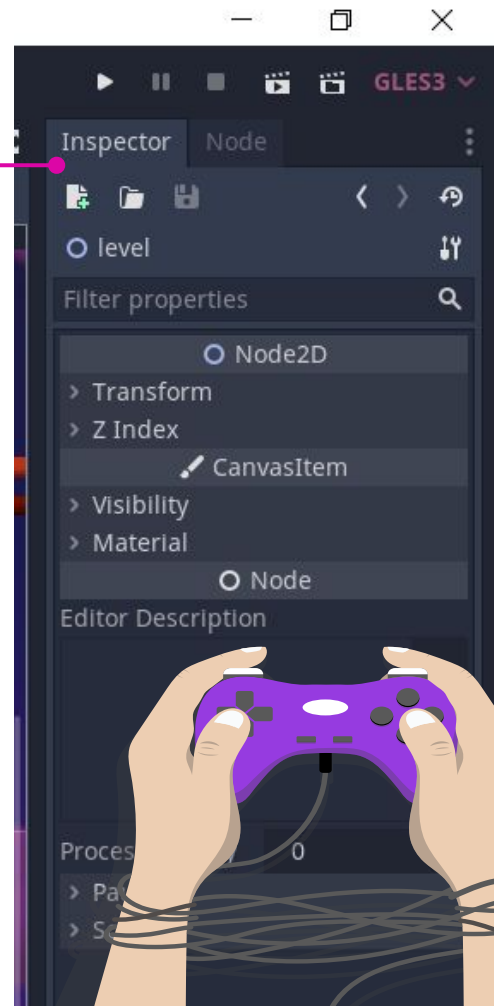 GLES3
Inspector Node
level
Filter properties
Node2D
Transform
Z Index
CanvasItem
Visibility
Material
Node
Editor Description
0